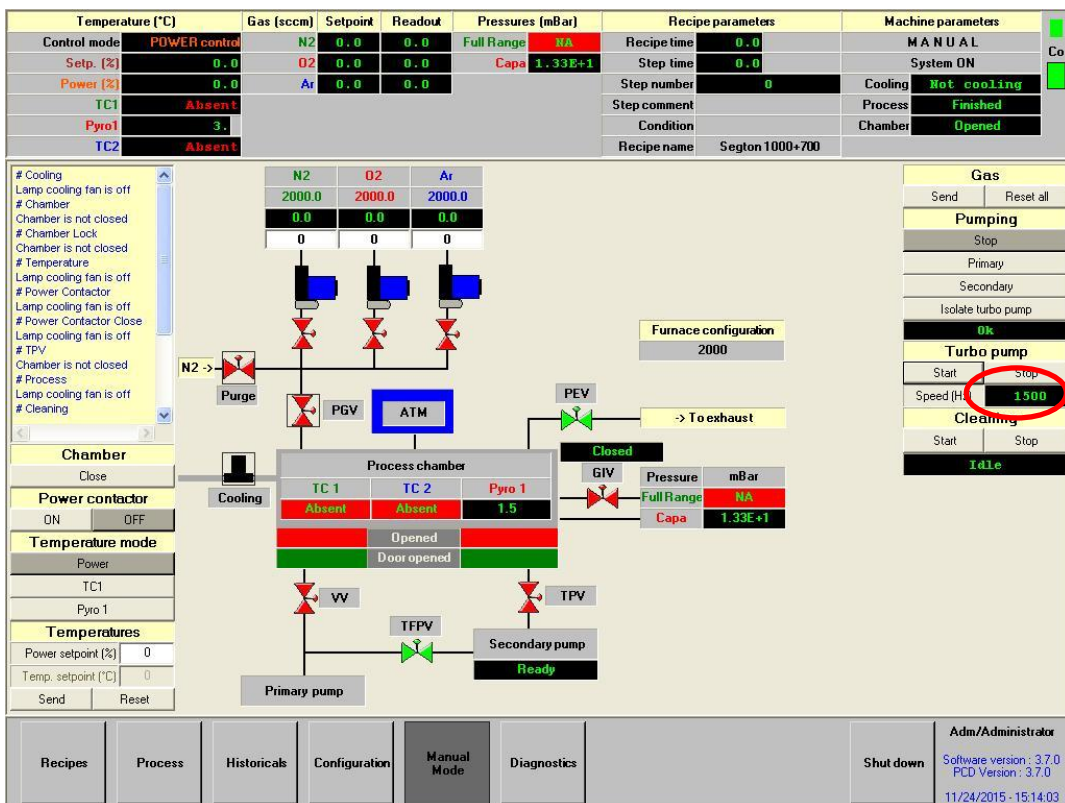 Temperature (°C)
Control mode POWER control
Setp. (%) 0.0
Power (%) 0.0
TC1 Absent
Pyro1 3.
TC2 Absent
Gas (sccm) Setpoint Readout
N2 0.0 0.0
O2 0.0 0.0
Ar 0.0 0.0
Pressures (mBar)
Full Range NA
Capa 1.33E+1
Recipe parameters
Recipe time 0.0
Step time 0.0
Step number 0
Step comment
Condition
Recipe name Segton 1000+700
Machine parameters
MANUAL
System ON
Cooling Not cooling
Process Finished
Chamber Opened
Co
# Cooling
Lamp cooling fan is off
# Chamber
Chamber is not closed
# Chamber Lock
Chamber is not closed
# Temperature
Lamp cooling fan is off
# Power Contactor
Lamp cooling fan is off
# Power Contactor Close
Lamp cooling fan is off
# TPV
Chamber is not closed
# Process
Lamp cooling fan is off
# Cleaning
Chamber
Close
Power contactor
ON OFF
Temperature mode
Power
TC1
Pyro 1
Temperatures
Power setpoint (%) 0
Temp. setpoint (°C) 0
Send Reset
N2 O2 Ar
2000.0 2000.0 2000.0
0.0 0.0 0.0
0 0 0
N2 ->
Purge
PGV
ATM
Furnace configuration
2000
PEV
-> To exhaust
Closed
GIV
Pressure mBar
Full Range NA
Capa 1.33E+1
Cooling
Process chamber
TC 1 TC 2 Pyro 1
Absent Absent 1.5
Opened
Door opened
VV
TPV
TFPV
Secondary pump
Ready
Primary pump
Gas
Send Reset all
Pumping
Stop
Primary
Secondary
Isolate turbo pump
Ok
Turbo pump
Start Stop
Speed (Hz) 1500
Cleaning
Start Stop
Idle
Recipes
Process
Historicals
Configuration
Manual
Mode
Diagnostics
Shut down
Adm/Administrator
Software version : 3.7.0
PCD Version : 3.7.0
11/24/2015 - 15:14:03